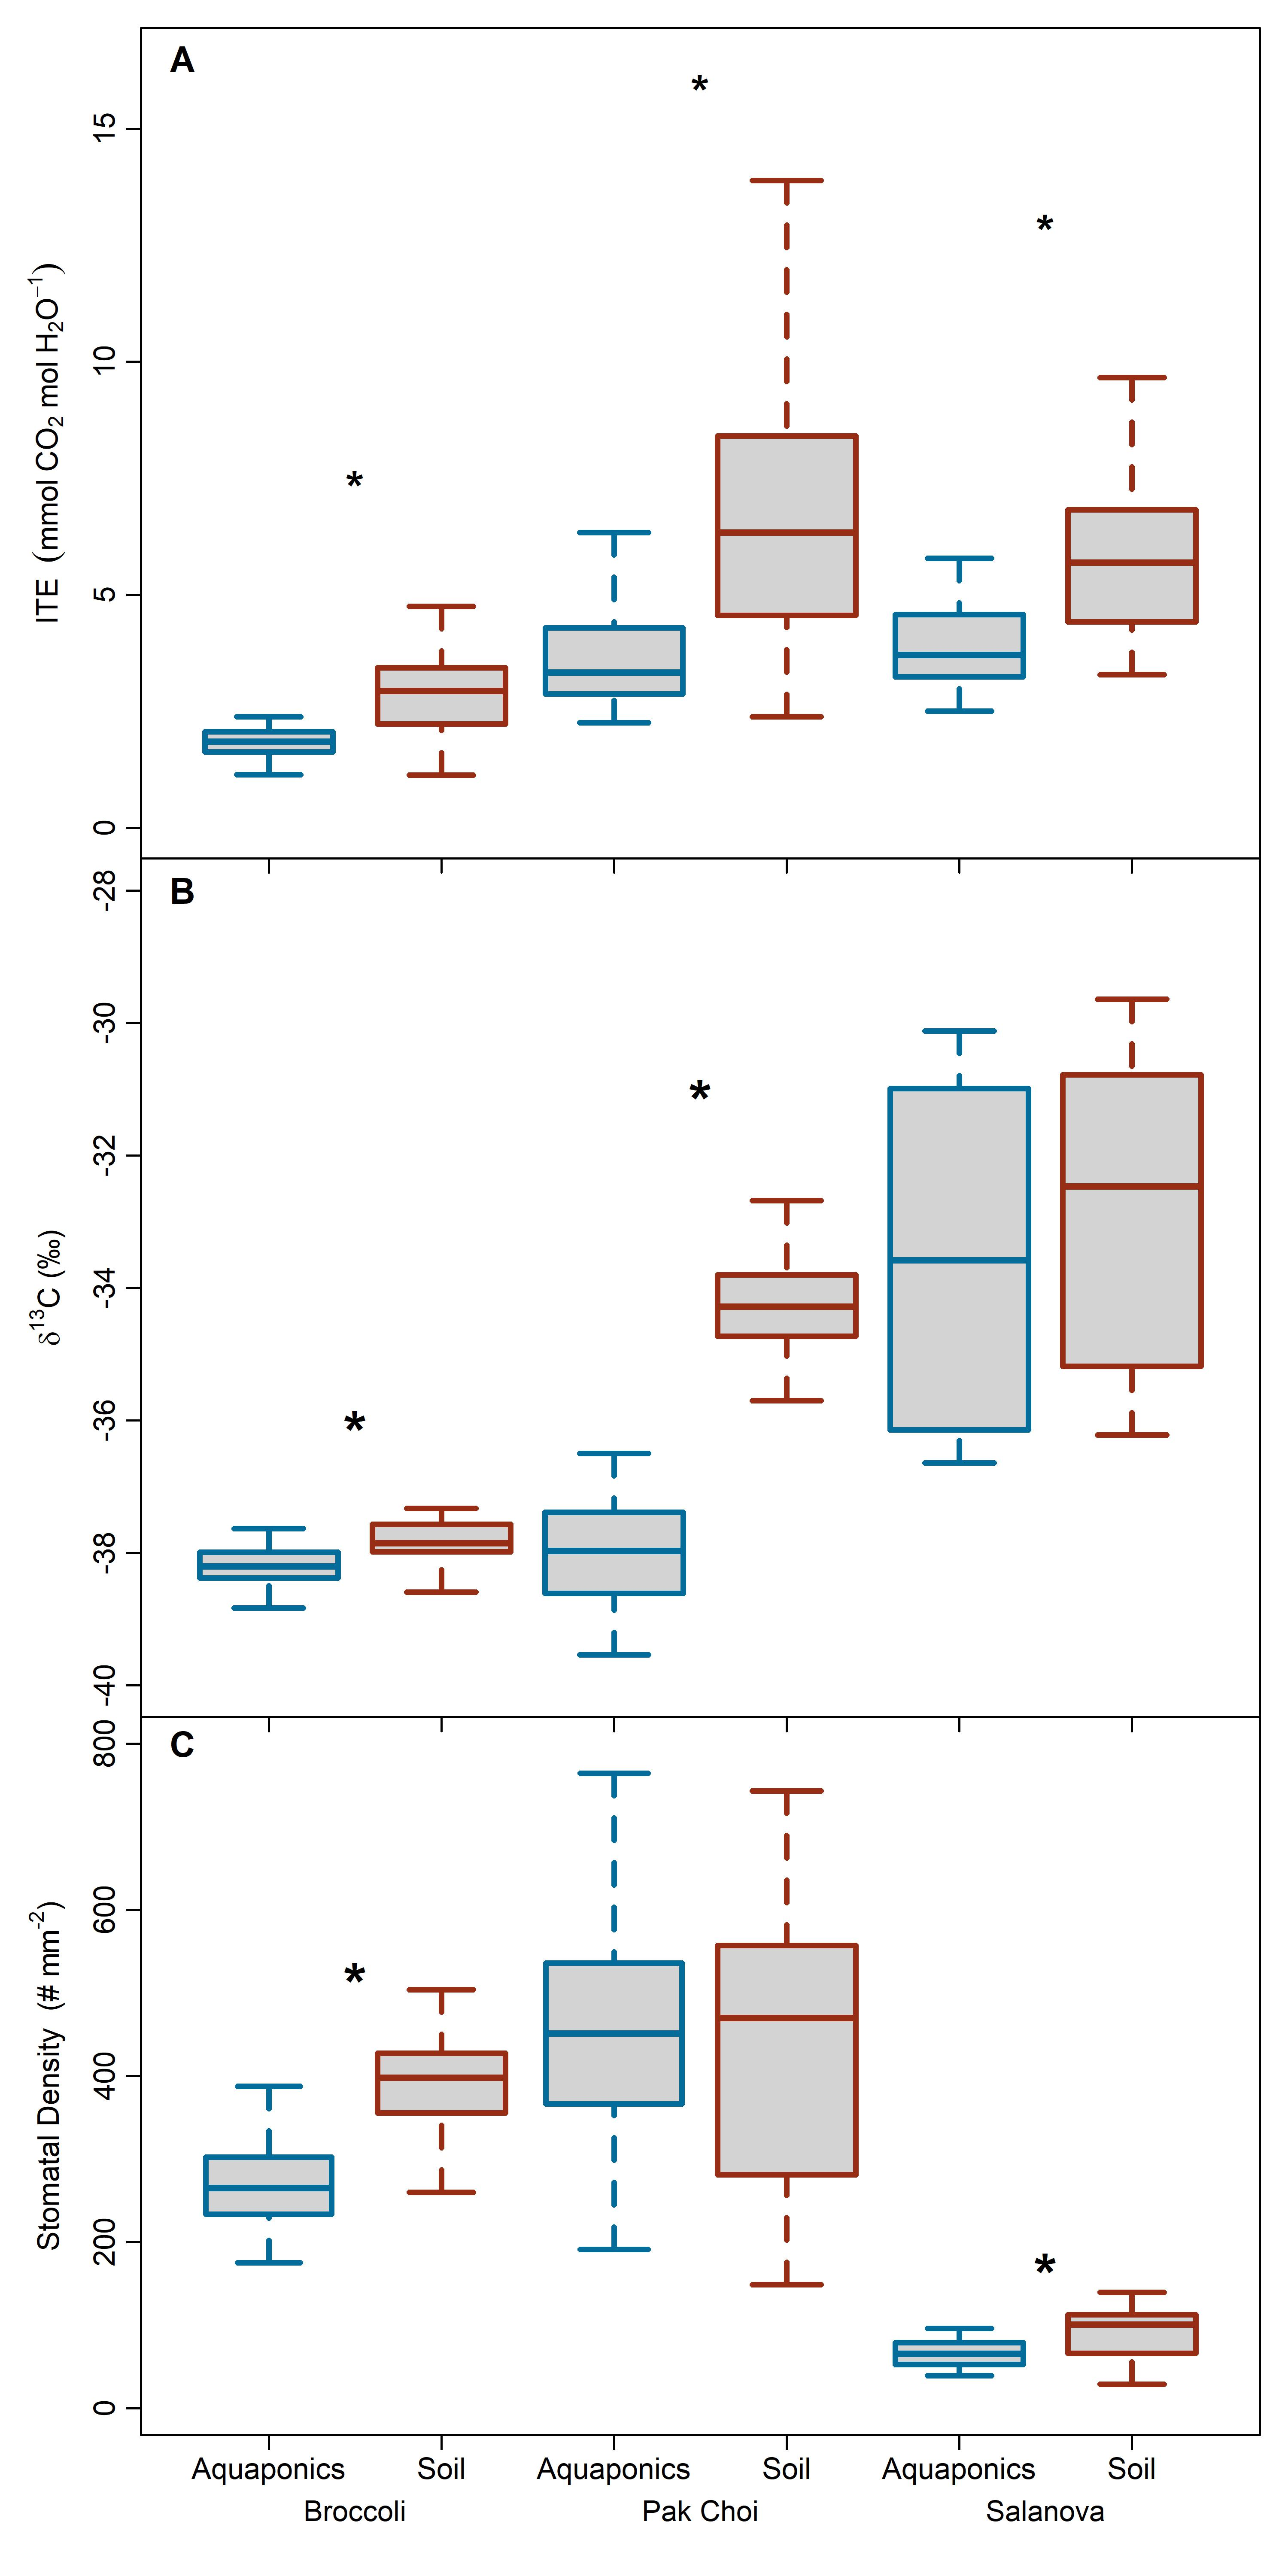 A
*
*
*
15
10
5
0
ITE (mmol CO₂ mol H₂O⁻¹)
B
*
*
-28
-30
-32
-34
-36
-38
-40
δ¹³C (‰)
C
*
*
800
600
400
200
0
Stomatal Density (# mm⁻²)
Aquaponics Soil Aquaponics Soil Aquaponics Soil
Broccoli Pak Choi Salanova